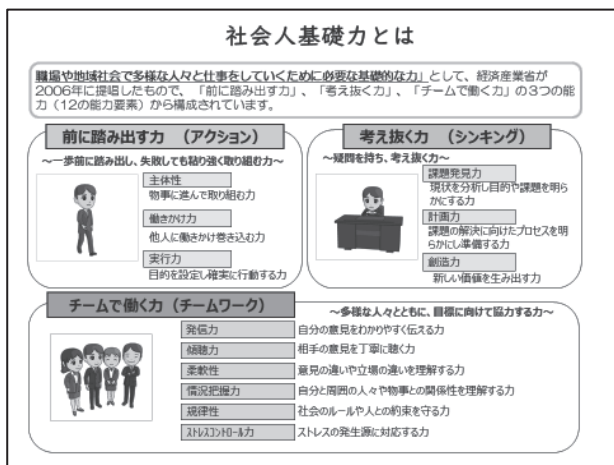 社会人基礎力とは
職場や地域社会で多様な人々と仕事をしていくために必要な基礎的な力」として、経済産業省が
2006年に提唱したもので、「前に踏み出す力」、「考え抜く力」、「チームで働く力」の3つの能
力（12の能力要素）から構成されています。
前に踏み出す力　（アクション）
～一歩前に踏み出し、失敗しても粘り強く取り組む力～
主体性
物事に進んで取り組む力
働きかけ力
他人に働きかけ巻き込む力
実行力
目的を設定し確実に行動する力
考え抜く力　（シンキング）
～疑問を持ち、考え抜く力～
課題発見力
現状を分析し目的や課題を明ら
かにする力
計画力
課題の解決に向けたプロセスを明
らかにし準備する力
創造力
新しい価値を生み出す力
チームで働く力（チームワーク）
～多様な人々とともに、目標に向けて協力する力～
発信力　自分の意見をわかりやすく伝える力
傾聴力　相手の意見を丁寧に聴く力
柔軟性　意見の違いや立場の違いを理解する力
情況把握力　自分と周囲の人々や物事との関係性を理解する力
規律性　社会のルールや人との約束を守る力
ｽﾄﾚｽｺﾝﾄﾛｰﾙ力　ストレスの発生源に対応する力